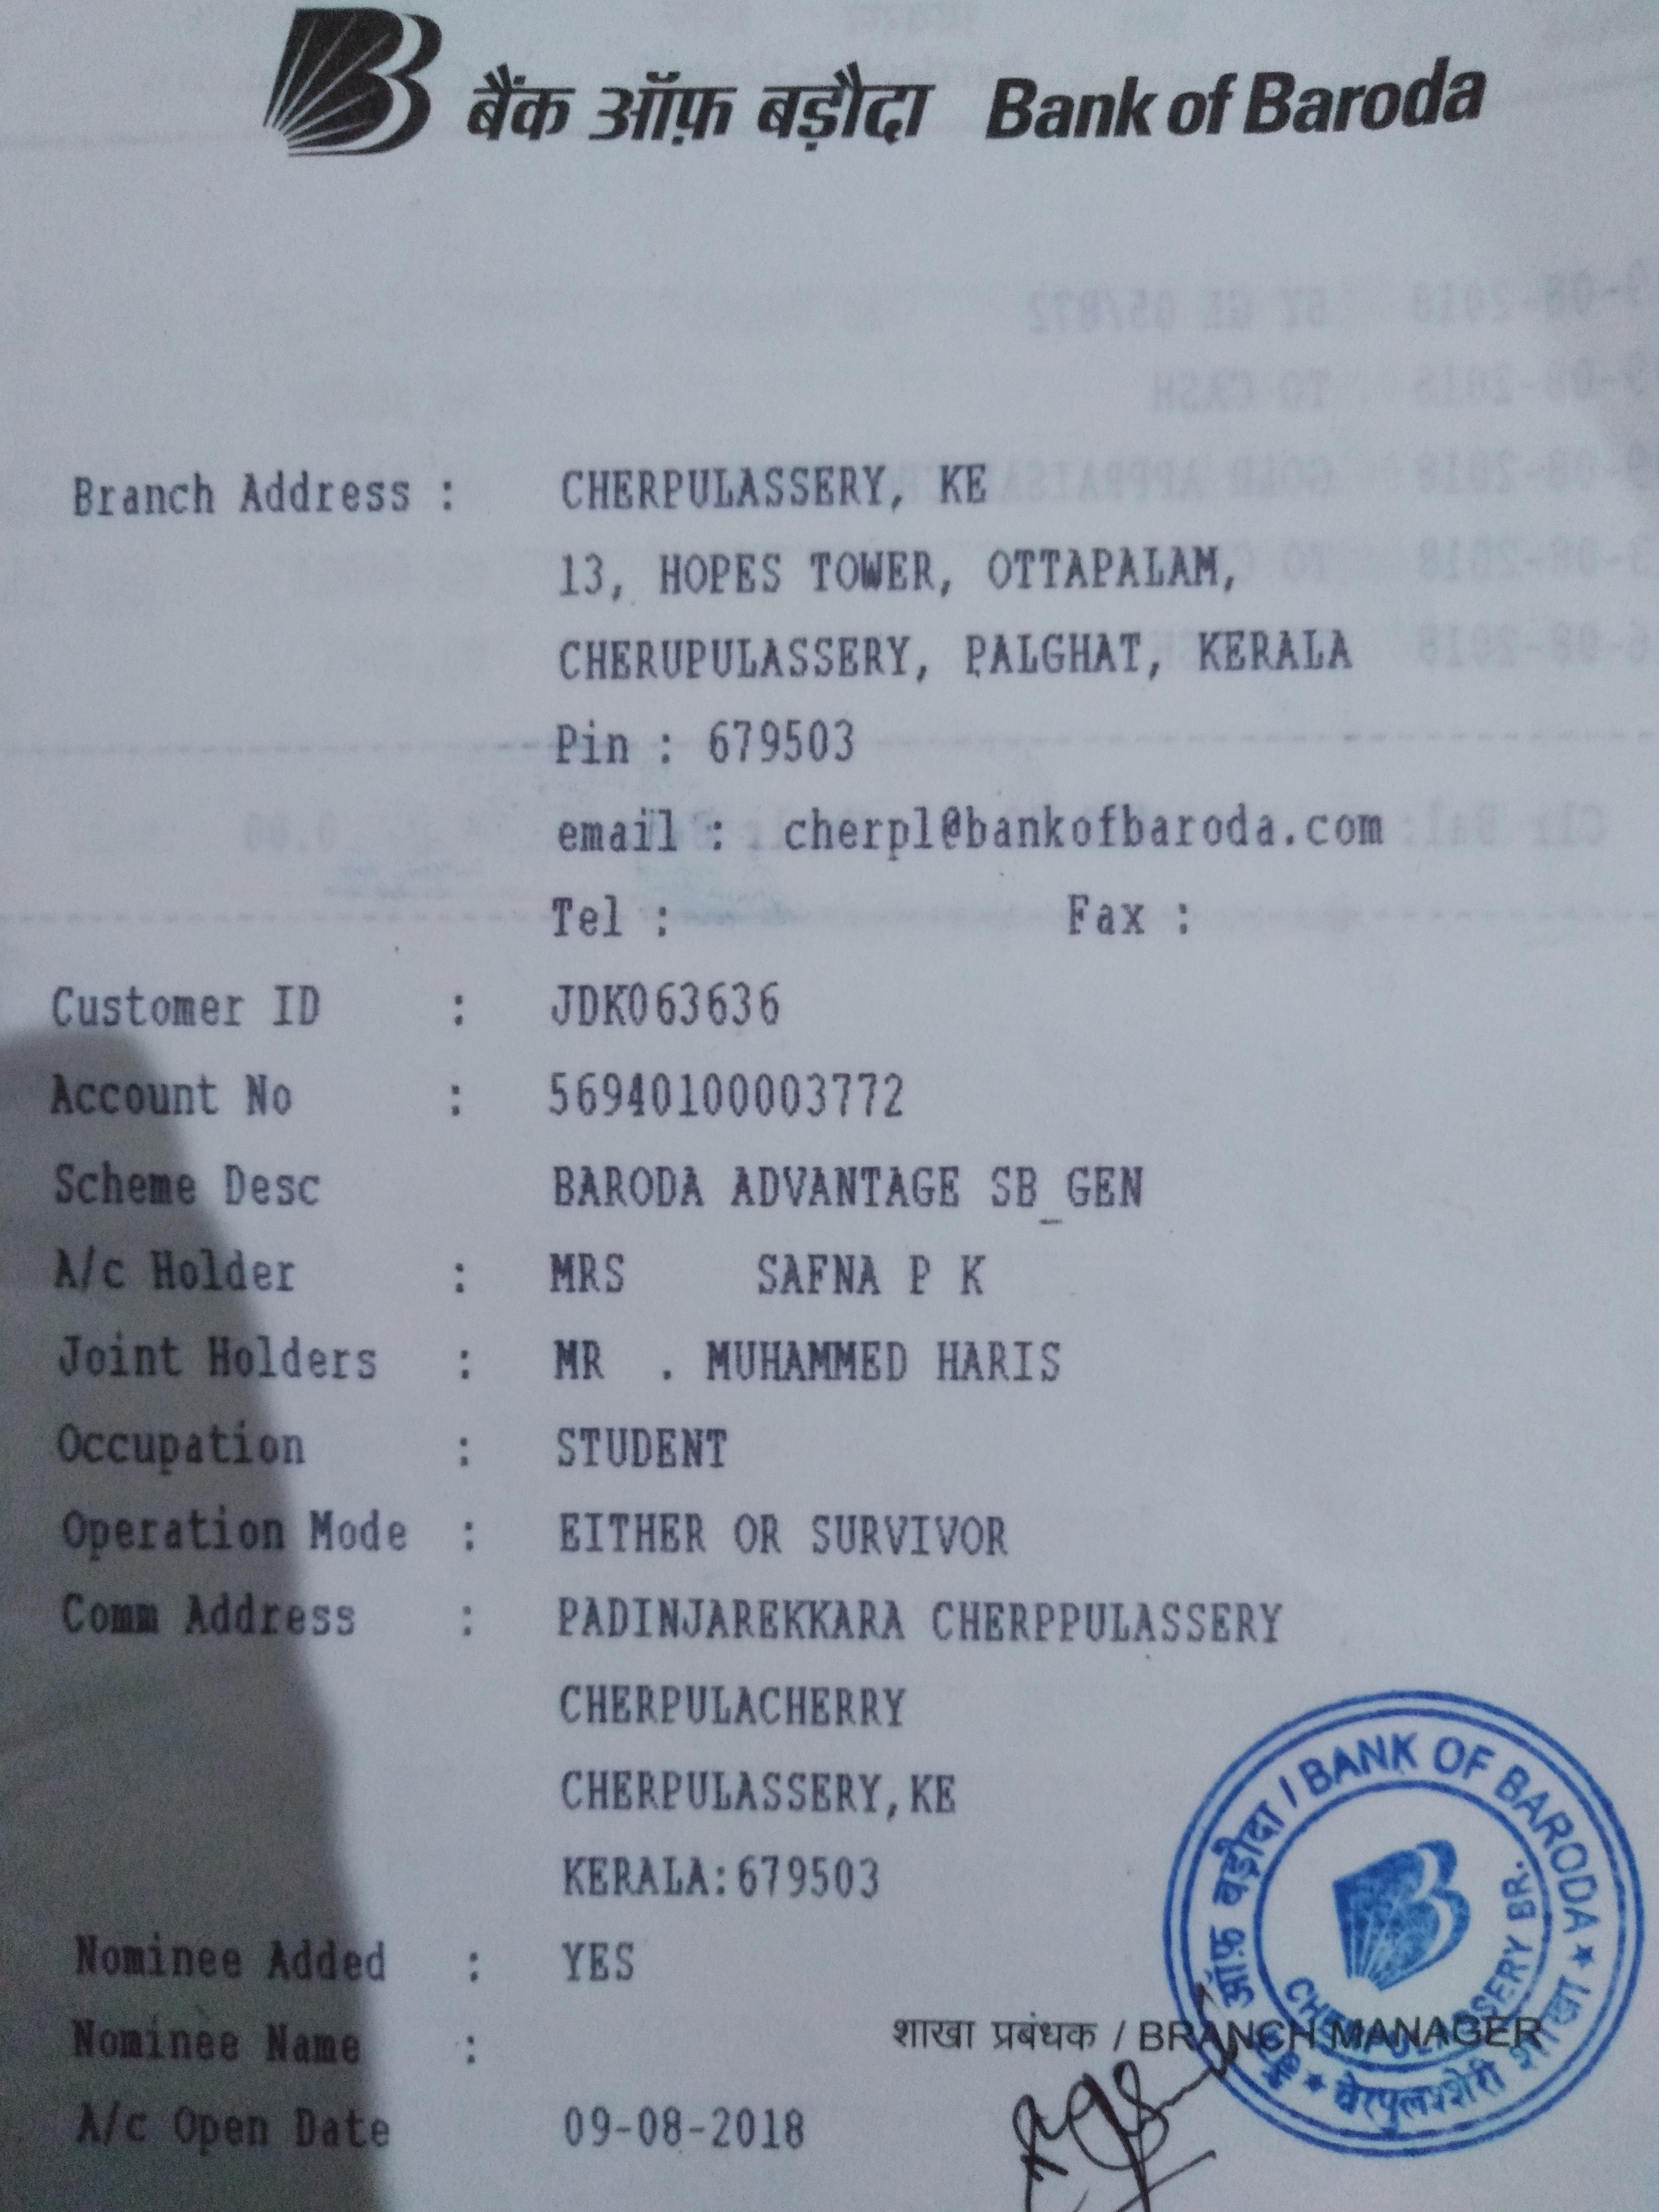 बैंक ऑफ़ बड़ौदा Bank of Baroda
Branch Address : CHERPULASSERY, KE
13, HOPES TOWER, OTTAPALAM,
CHERUPULASSERY, PALGHAT, KERALA
Pin : 679503
email : cherpl@bankofbaroda.com
Tel : Fax :
Customer ID : JDK063636
Account No : 56940100003772
Scheme Desc BARODA ADVANTAGE SB_GEN
A/c Holder : MRS SAFNA P K
Joint Holders : MR . MUHAMMED HARIS
Occupation : STUDENT
Operation Mode : EITHER OR SURVIVOR
Comm Address : PADINJAREKKARA CHERPPULASSERY
CHERPULACHERRY
CHERPULASSERY,KE
KERALA:679503
Nominee Added : YES
Nominee Name :
A/c Open Date 09-08-2018
शाखा प्रबंधक / BRANCH MANAGER
ऑफ़ बड़ौदा / BANK OF BARODA
CHERPULASSERY BR.
चेरपुलश्शेरी शाखा